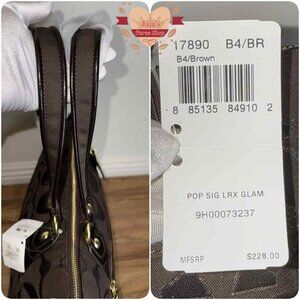 Jaja's
Purse Shop
17890 B4/BR
B4/Brown
8 85135 84910 2
POP SIG LRX GLAM
9H00073237
MFSRP $228.00